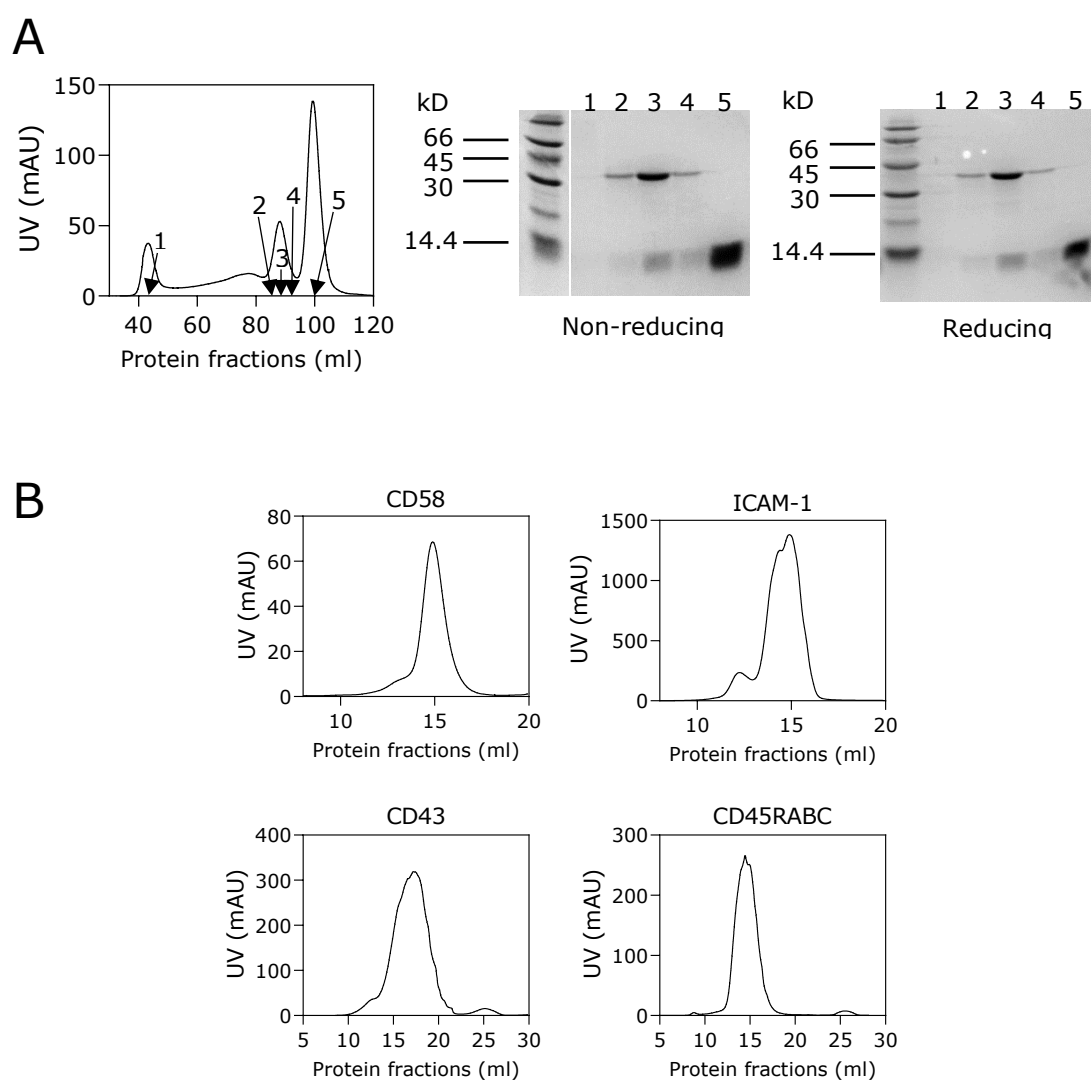 A
150
100
50
0
UV (mAU)
1
2
3
4
5
40 60 80 100 120
Protein fractions (ml)
kD 1 2 3 4 5
66
45
30
14.4
Non-reducing
kD 1 2 3 4 5
66
45
30
14.4
Reducing
B
CD58
80
60
40
20
0
UV (mAU)
10 15 20
Protein fractions (ml)
ICAM-1
1500
1000
500
0
UV (mAU)
10 15 20
Protein fractions (ml)
CD43
400
300
200
100
0
UV (mAU)
5 10 15 20 25 30
Protein fractions (ml)
CD45RABC
300
200
100
0
UV (mAU)
5 10 15 20 25 30
Protein fractions (ml)